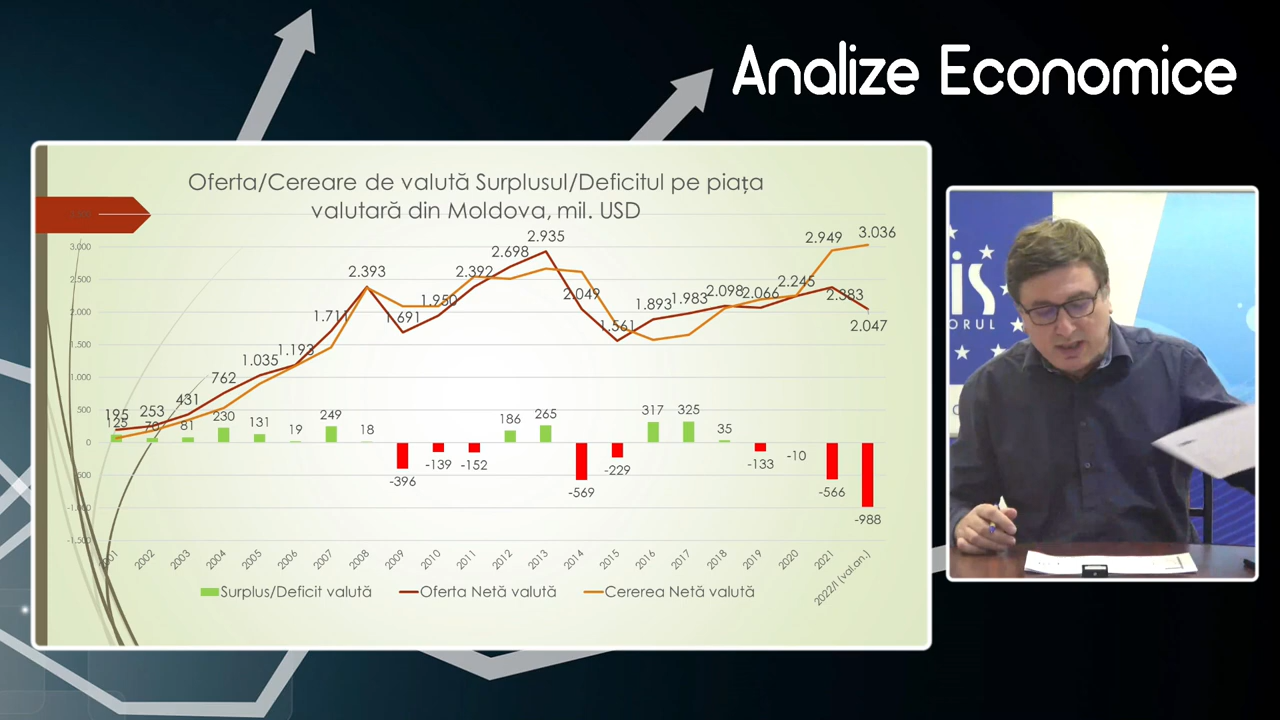 Analize Economice
Oferta/Cereare de valută Surplusul/Deficitul pe piața
valutară din Moldova, mil. USD
3.000
2.500
2.000
1.500
1.000
500
0
-1.500
195 253 431 762 1.035 1.193 1.711 2.393 1.691 1.950 2.392 2.698 2.935 2.049 1.561 1.893 1.983 2.098 2.066 2.245 2.383 2.047
2.949 3.036
125 81 230 131 19 249 18 -396 -139 -152 186 265 -569 -229 317 325 35 -133 -10 -566 -988
2002 2003 2004 2005 2006 2007 2008 2009 2010 2011 2012 2013 2014 2015 2016 2017 2018 2019 2020 2021 2022/I (val.an.)
Surplus/Deficit valută Oferta Netă valută Cererea Netă valută
is
ORUL